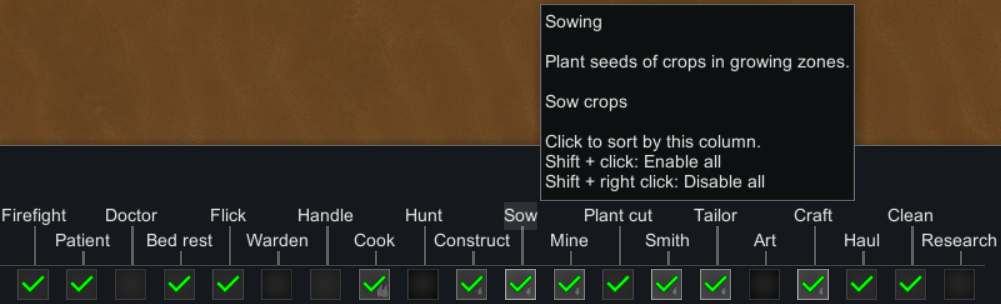 Sowing
Plant seeds of crops in growing zones.
Sow crops
Click to sort by this column.
Shift + click: Enable all
Shift + right click: Disable all
Firefight Doctor Flick Handle Hunt Sow Plant cut Tailor Craft Clean
Patient Bed rest Warden Cook Construct Mine Smith Art Haul Research